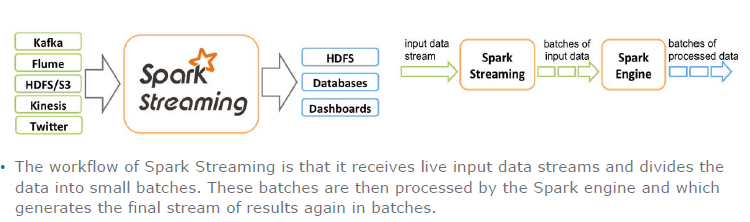 Kafka
Flume
HDFS/S3
Kinesis
Twitter
Spark
Streaming
HDFS
Databases
Dashboards
input data
stream
Spark
Streaming
batches of
input data
Spark
Engine
batches of
processed data
• The workflow of Spark Streaming is that it receives live input data streams and divides the
data into small batches. These batches are then processed by the Spark engine and which
generates the final stream of results again in batches.